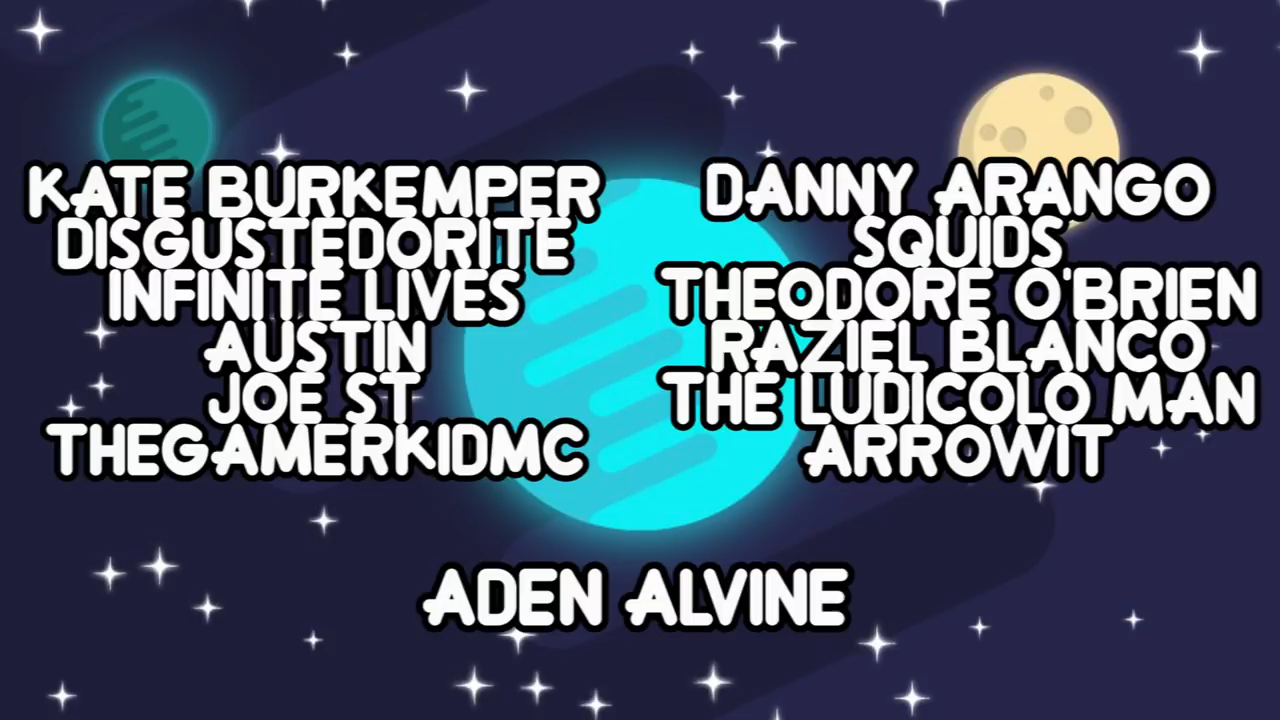 KATE BURKEMPER
DISGUSTEDORITE
INFINITE LIVES
AUSTIN
JOE ST
THEGAMERKIDMC
DANNY ARANGO
SQUIDS
THEODORE O'BRIEN
RAZIEL BLANCO
THE LUDICOLO MAN
ARROWIT
ADEN ALVINE